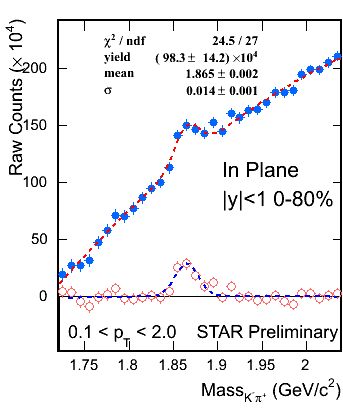 χ² / ndf 24.5 / 27
yield ( 98.3 ± 14.2) ×10⁴
mean 1.865 ± 0.002
σ 0.014 ± 0.001
Raw Counts (× 10⁴)
200
150
100
50
0
In Plane
|y|<1 0-80%
0.1 < p_T < 2.0 STAR Preliminary
1.75 1.8 1.85 1.9 1.95 2
Mass_K⁻π⁺ (GeV/c²)